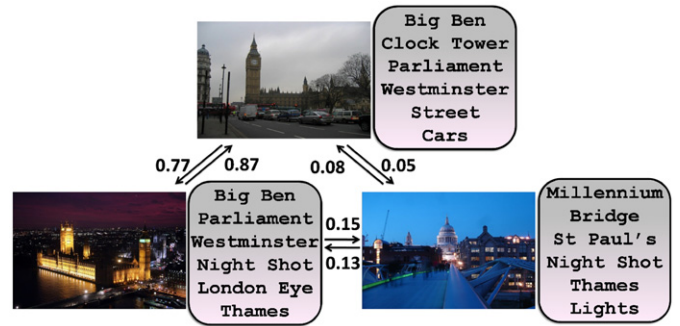 Big Ben
Clock Tower
Parliament
Westminster
Street
Cars
0.77
0.87
0.08
0.05
Big Ben
Parliament
Westminster
Night Shot
London Eye
Thames
0.15
0.13
Millennium
Bridge
St Paul's
Night Shot
Thames
Lights